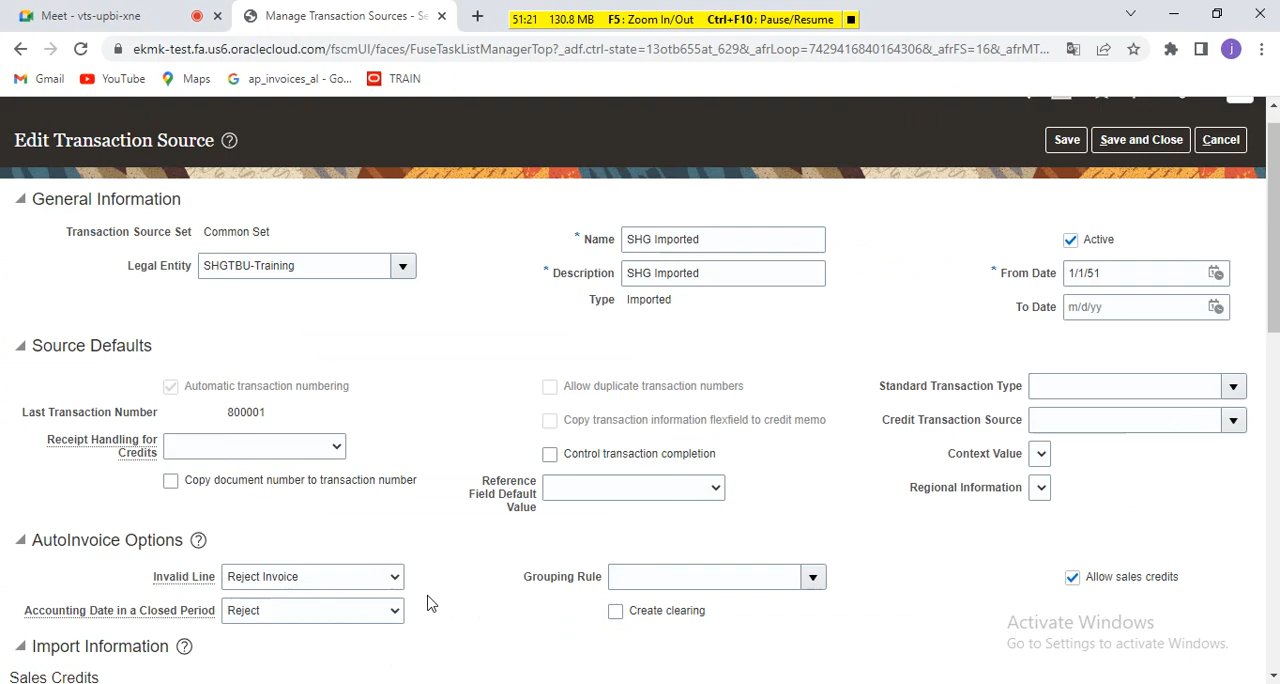 Meet - vts-upbi-xne
Manage Transaction Sources - Se
51:21 130.8 MB F5: Zoom In/Out Ctrl+F10: Pause/Resume
ekmk-test.fa.us6.oraclecloud.com/fscmUI/faces/FuseTaskListManagerTop?_adf.ctrl-state=13otb655at_629&_afrLoop=74294168401643068&_afrFS=16&_afrMT...
j
Gmail YouTube Maps ap_invoices_al - Go... TRAIN
Edit Transaction Source ?
Save Save and Close Cancel
General Information
Transaction Source Set Common Set
Legal Entity SHGTBU-Training
* Name SHG Imported
* Description SHG Imported
Type Imported
Active
* From Date 1/1/51
To Date m/d/yy
Source Defaults
Automatic transaction numbering
Last Transaction Number 800001
Receipt Handling for
Credits
Copy document number to transaction number
Allow duplicate transaction numbers
Copy transaction information flexfield to credit memo
Control transaction completion
Reference
Field Default
Value
Standard Transaction Type
Credit Transaction Source
Context Value
Regional Information
AutoInvoice Options ?
Invalid Line Reject Invoice
Accounting Date in a Closed Period Reject
Grouping Rule
Create clearing
Allow sales credits
Import Information ?
Sales Credits
Activate Windows
Go to Settings to activate Windows.